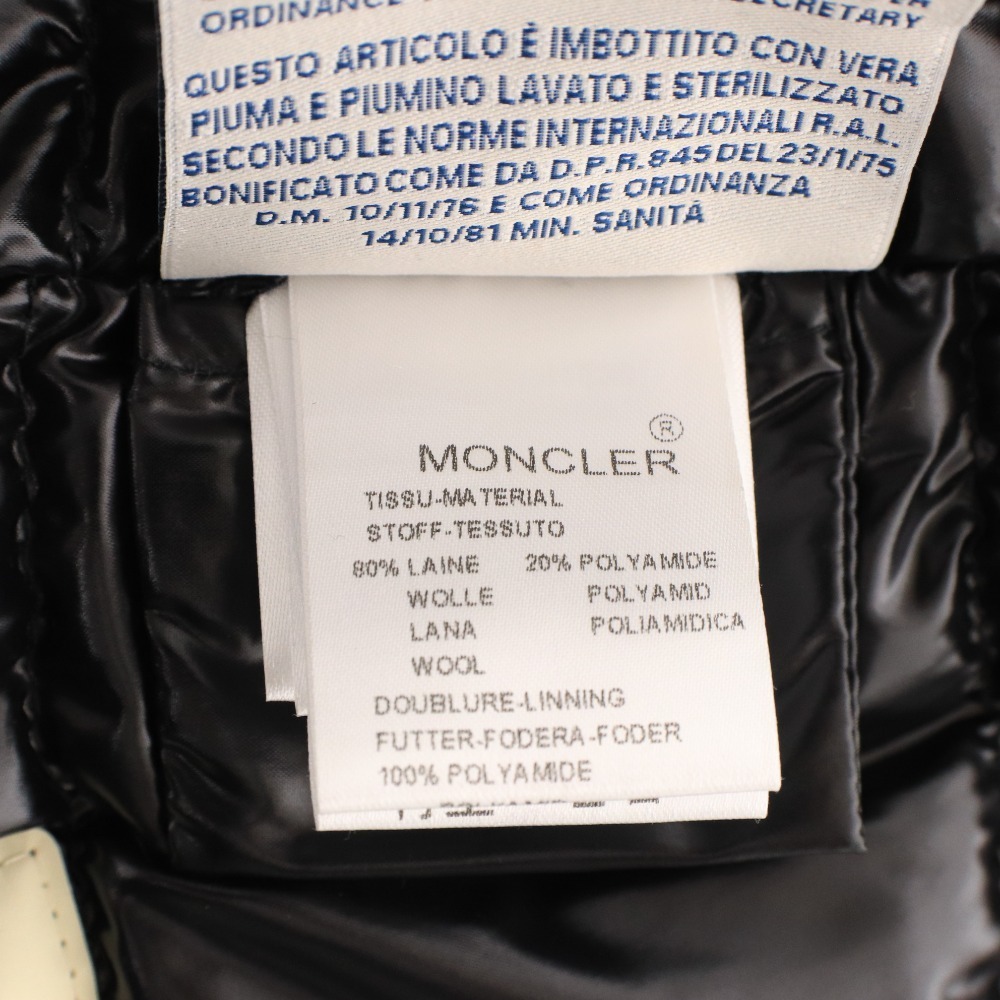 ORDINANCE
SECRETARY
QUESTO ARTICOLO È IMBOTTITO CON VERA
PIUMA E PIUMINO LAVATO E STERILIZZATO
SECONDO LE NORME INTERNAZIONALI R.A.L.
BONIFICATO COME DA D.P.R. 845 DEL 23/1/75
D.M. 10/11/76 E COME ORDINANZA
14/10/81 MIN. SANITÀ
MONCLER ®
TISSU-MATERIAL
STOFF-TESSUTO
80% LAINE 20% POLYAMIDE
WOLLE POLYAMID
LANA POLIAMIDICA
WOOL
DOUBLURE-LINNING
FUTTER-FODERA-FODER
100% POLYAMIDE